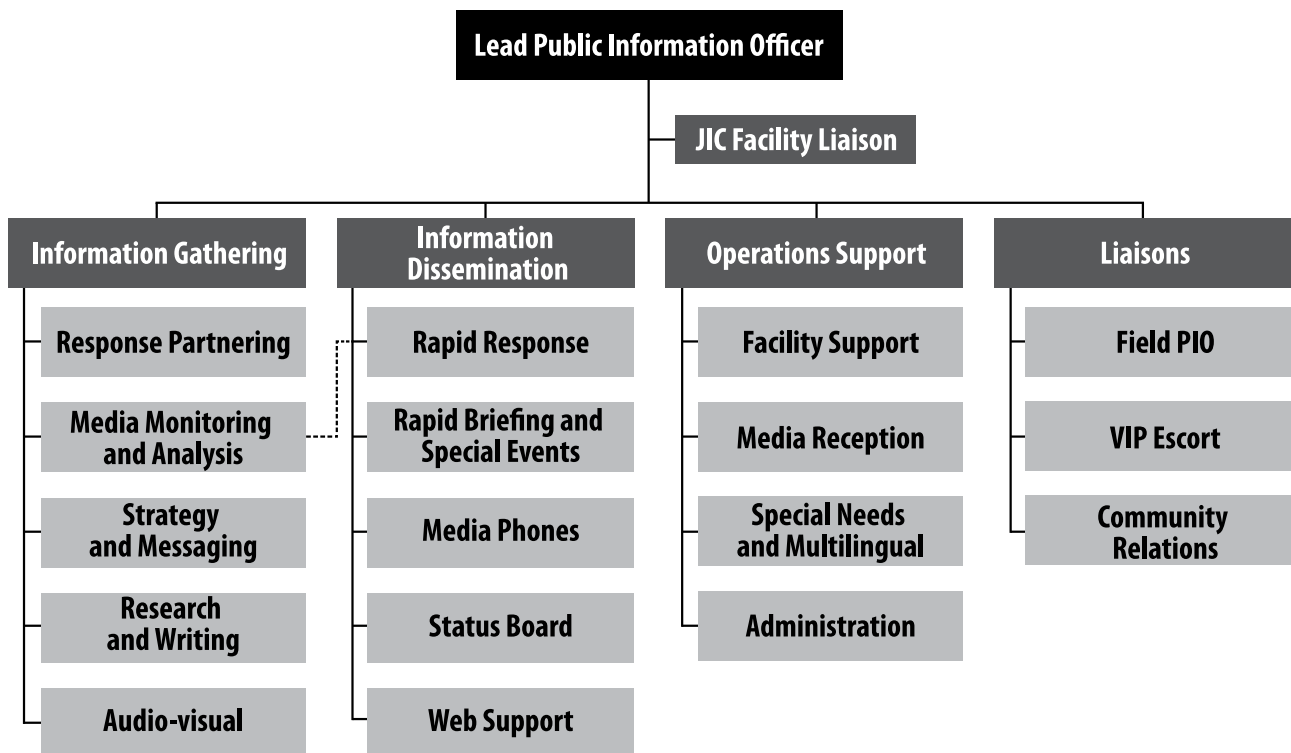 Lead Public Information Officer
JIC Facility Liaison
Information Gathering
Response Partnering
Media Monitoring
and Analysis
Strategy
and Messaging
Research
and Writing
Audio-visual
Information
Dissemination
Rapid Response
Rapid Briefing and
Special Events
Media Phones
Status Board
Web Support
Operations Support
Facility Support
Media Reception
Special Needs
and Multilingual
Administration
Liaisons
Field PIO
VIP Escort
Community
Relations